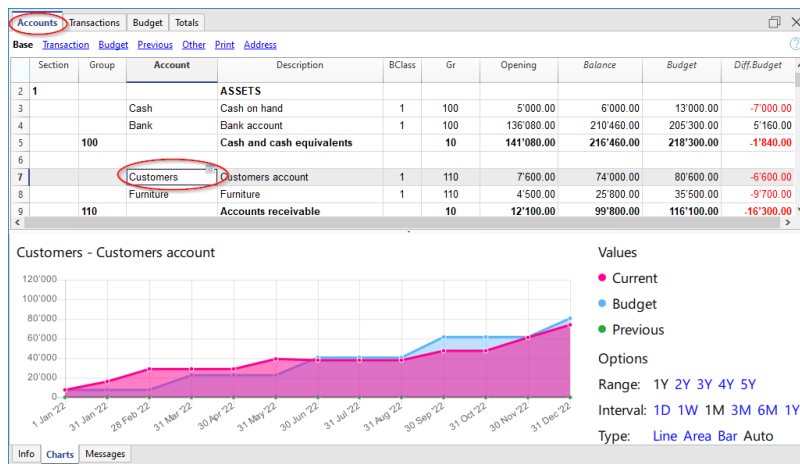 Accounts Transactions Budget Totals
Base Transaction Budget Previous Other Print Address
Section Group Account Description BClass Gr Opening Balance Budget Diff.Budget
2 1 ASSETS
3 Cash Cash on hand 1 100 5'000.00 6'000.00 13'000.00 -7'000.00
4 Bank Bank account 1 100 136'080.00 210'460.00 205'300.00 5'160.00
5 100 Cash and cash equivalents 10 141'080.00 216'460.00 218'300.00 -1'840.00
6
7 Customers Customers account 1 110 7'600.00 74'000.00 80'600.00 -6'600.00
8 Furniture Furniture 1 110 4'500.00 25'800.00 35'500.00 -9'700.00
9 110 Accounts receivable 10 12'100.00 99'800.00 116'100.00 -16'300.00
Customers - Customers account
120'000
100'000
80'000
60'000
40'000
20'000
0
1 Jan '22 31 Jan '22 28 Feb '22 31 Mar '22 30 Apr '22 31 May '22 30 Jun '22 31 Jul '22 31 Aug '22 30 Sep '22 31 Oct '22 30 Nov '22 31 Dec '22
Values
Current
Budget
Previous
Options
Range: 1Y 2Y 3Y 4Y 5Y
Interval: 1D 1W 1M 3M 6M 1Y
Type: Line Area Bar Auto
Info Charts Messages